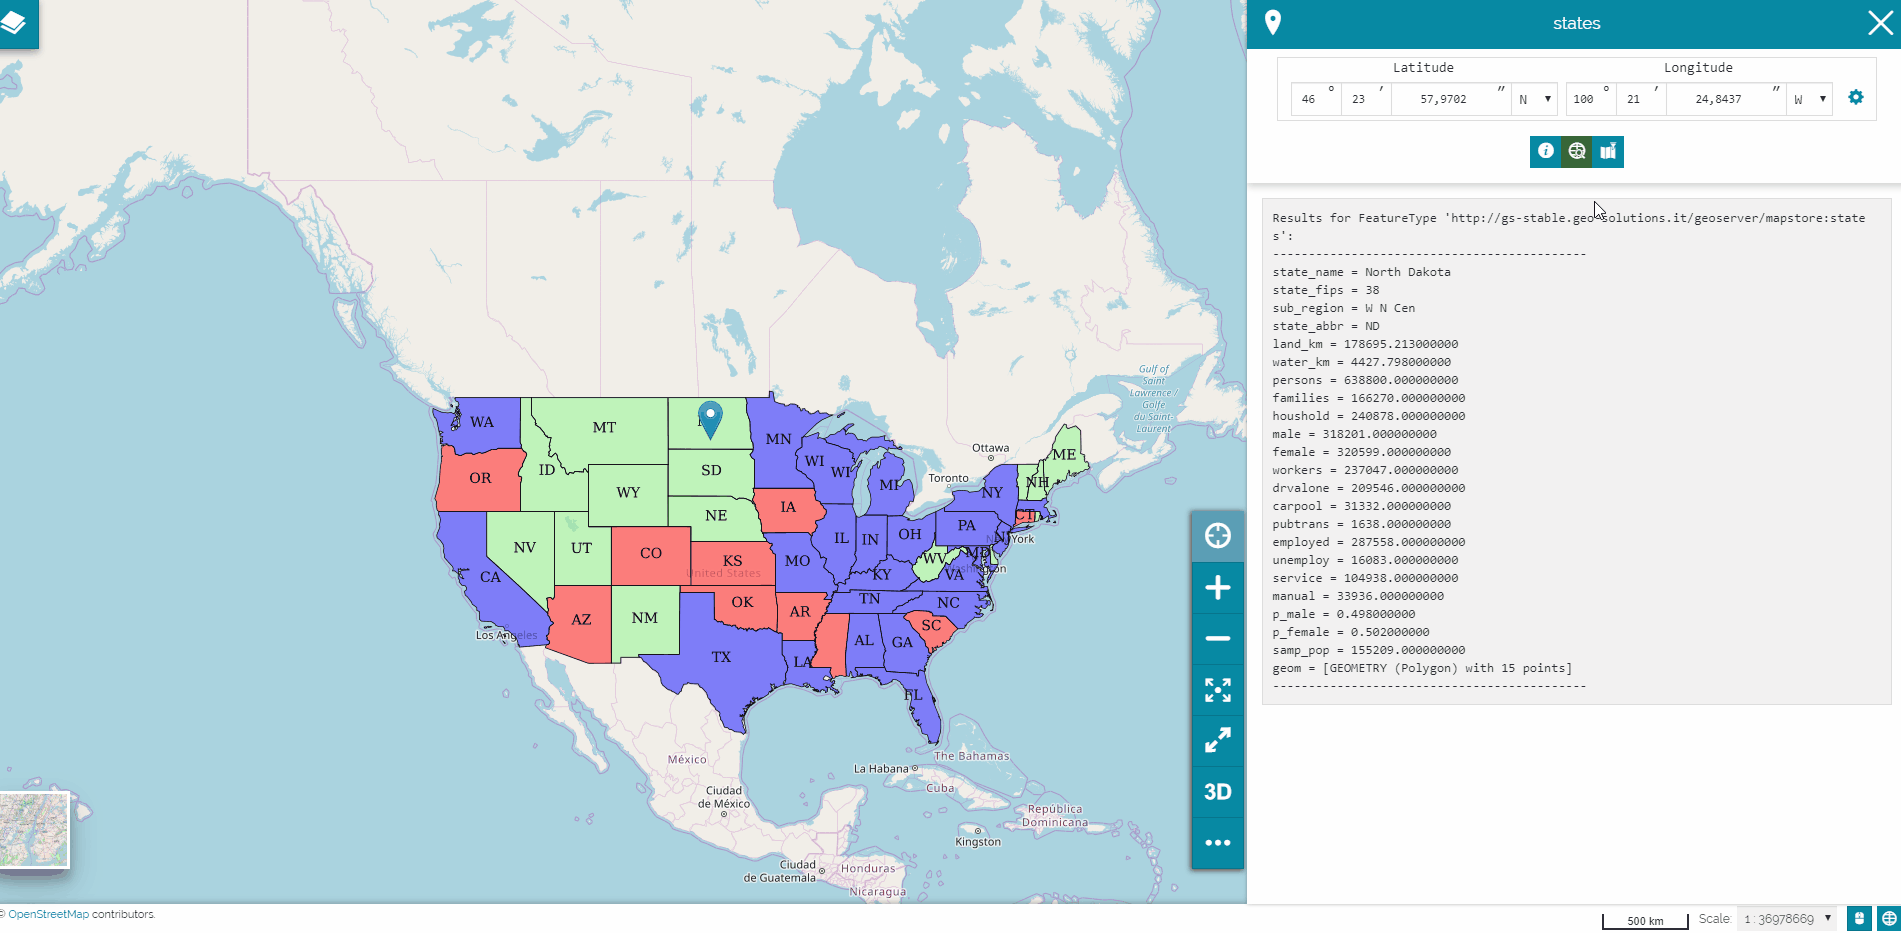 states
Latitude
Longitude
46 ° 23 ′ 57,9702 ″ N ▼
100 ° 21 ′ 24,8437 ″ W ▼
Results for FeatureType 'http://gs-stable.geo-solutions.it/geoserver/mapstore:state
s':
--------------------------------------------
state_name = North Dakota
state_fips = 38
sub_region = W N Cen
state_abbr = ND
land_km = 178695.213000000
water_km = 4427.798000000
persons = 638800.000000000
families = 166270.000000000
houshold = 240878.000000000
male = 318201.000000000
female = 320599.000000000
workers = 237047.000000000
drvalone = 209546.000000000
carpool = 31332.000000000
pubtrans = 1638.000000000
employed = 287558.000000000
unemploy = 16083.000000000
service = 104938.000000000
manual = 33936.000000000
p_male = 0.498000000
p_female = 0.502000000
samp_pop = 155209.000000000
geom = [GEOMETRY (Polygon) with 15 points]
--------------------------------------------
Gulf of
Saint
Lawrence /
Golfe
du Saint-
Laurent
WA
MT
MN
OR
ID
SD
WI
WI
MI
ME
Ottawa
Toronto
WY
NE
IA
NY
NH
CT
NV
UT
CO
KS
United States
MO
IL
IN
OH
PA
NJ
New York
WV
MD
Washington
VA
KY
CA
AZ
NM
OK
AR
TN
NC
SC
Los Angeles
TX
LA
AL
GA
FL
México
Ciudad
de México
La Habana
The Bahamas
Cuba
República
Dominicana
Kingston
Ciudad
de Guatemala
Honduras
Nicaragua
3D
© OpenStreetMap contributors.
500 km
Scale: 1 : 36978669 ▼